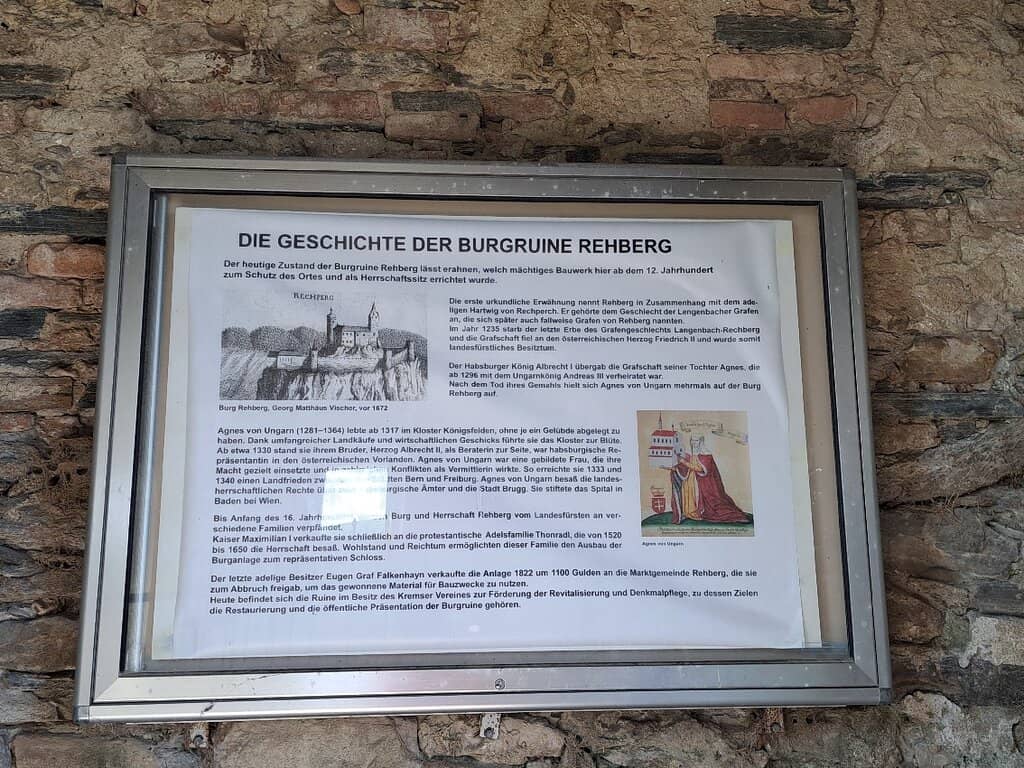 DIE GESCHICHTE DER BURGRUINE REHBERG
Der heutige Zustand der Burgruine Rehberg lässt erahnen, welch mächtiges Bauwerk hier ab dem 12. Jahrhundert
zum Schutz des Ortes und als Herrschaftssitz errichtet wurde.
RECHPERG
Die erste urkundliche Erwähnung nennt Rehberg in Zusammenhang mit dem ade-
ligen Hartwig von Rechperch. Er gehörte dem Geschlecht der Lengenbacher Grafen
an, die sich später auch fallweise Grafen von Rehberg nannten.
Im Jahr 1235 starb der letzte Erbe des Grafengeschlechts Langenbach-Rechberg
und die Grafschaft fiel an den österreichischen Herzog Friedrich II und wurde somit
landesfürstliches Besitztum.
Der Habsburger König Albrecht I übergab die Grafschaft seiner Tochter Agnes, die
ab 1296 mit dem Ungarnkönig Andreas III verheiratet war.
Nach dem Tod ihres Gemahls hielt sich Agnes von Ungarn mehrmals auf der Burg
Rehberg auf.
Burg Rehberg, Georg Matthäus Vischer, vor 1672
Agnes von Ungarn (1281–1364) lebte ab 1317 im Kloster Königsfelden, ohne je ein Gelübde abgelegt zu
haben. Dank umfangreicher Landkäufe und wirtschaftlichen Geschicks führte sie das Kloster zur Blüte.
Ab etwa 1330 stand sie ihrem Bruder, Herzog Albrecht II, als Beraterin zur Seite, war habsburgische Re-
präsentantin in den österreichischen Vorlanden. Agnes von Ungarn war eine gebildete Frau, die ihre
Macht gezielt einsetzte und in Konflikten als Vermittlerin wirkte. So erreichte sie 1333 und
1340 einen Landfrieden Bern und Freiburg. Agnes von Ungarn besaß die landes-
herrschaftlichen Rechte Ämter und die Stadt Brugg. Sie stiftete das Spital in
Baden bei Wien.
Agnes von Ungarn
Bis Anfang des 16. Burg und Herrschaft Rehberg vom Landesfürsten an ver-
schiedene Familien verpfändet.
Kaiser Maximilian I verkaufte sie schließlich an die protestantische Adelsfamilie Thonradl, die von 1520
bis 1650 die Herrschaft besaß. Wohlstand und Reichtum ermöglichten dieser Familie den Ausbau der
Burganlage zum repräsentativen Schloss.
Der letzte adelige Besitzer Eugen Graf Falkenhayn verkaufte die Anlage 1822 um 1100 Gulden an die Marktgemeinde Rehberg, die sie
zum Abbruch freigab, um das gewonnene Material für Bauzwecke zu nutzen.
Heute befindet sich die Ruine im Besitz des Kremser Vereines zur Förderung der Revitalisierung und Denkmalpflege, zu dessen Zielen
die Restaurierung und die öffentliche Präsentation der Burgruine gehören.